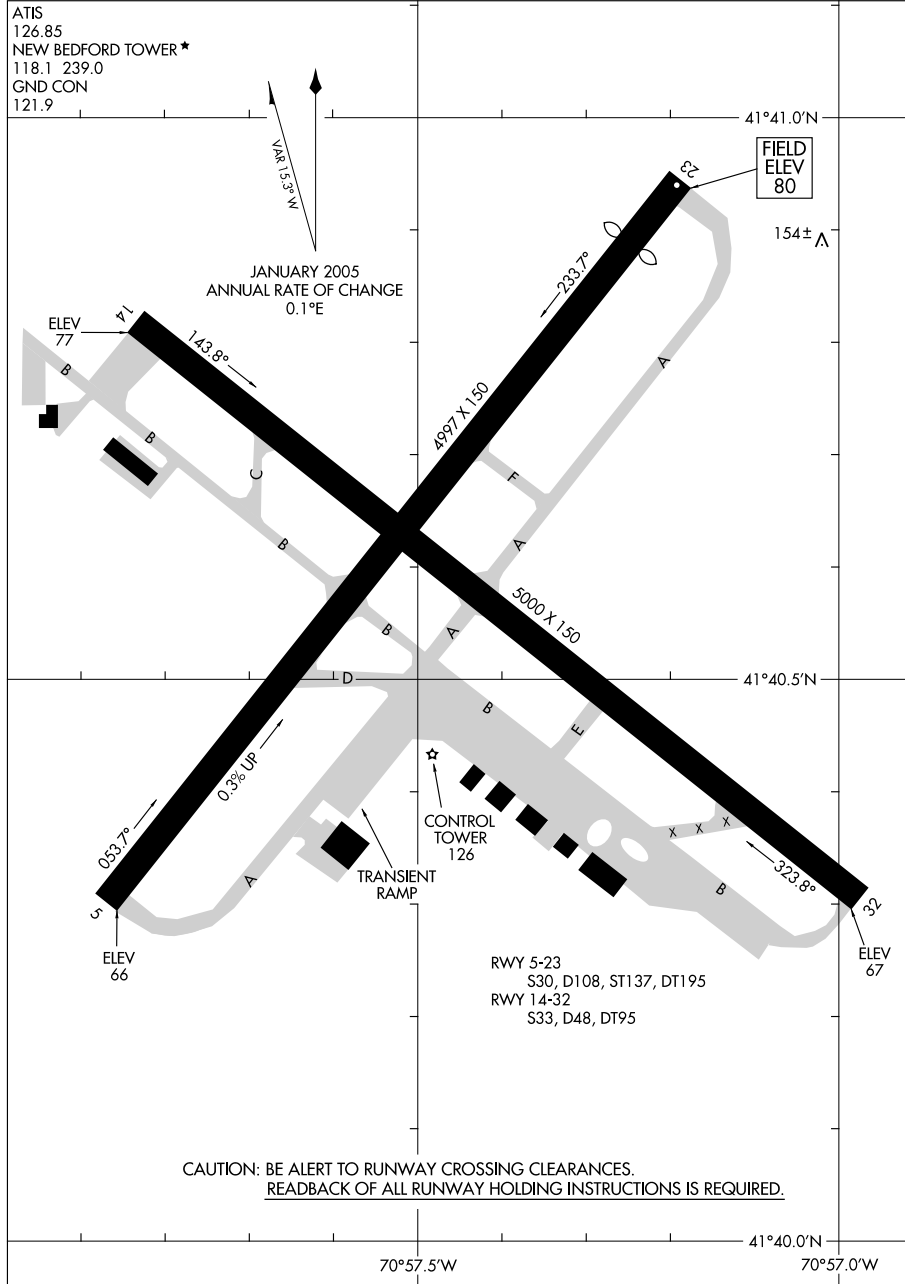 ATIS
126.85
NEW BEDFORD TOWER★
118.1 239.0
GND CON
121.9
VAR 15.3° W
JANUARY 2005
ANNUAL RATE OF CHANGE
0.1°E
41°41.0'N
FIELD
ELEV
80
23
154±
233.7°
14
ELEV
77
143.8°
B
A
4997 X 150
B
C
F
B
A
5000 X 150
B
A
D
41°40.5'N
B
E
0.3% UP
053.7°
CONTROL
TOWER
126
X X X
323.8°
TRANSIENT
RAMP
A
B
5
32
ELEV
66
ELEV
67
RWY 5-23
S30, D108, ST137, DT195
RWY 14-32
S33, D48, DT95
CAUTION: BE ALERT TO RUNWAY CROSSING CLEARANCES.
READBACK OF ALL RUNWAY HOLDING INSTRUCTIONS IS REQUIRED.
41°40.0'N
70°57.5'W
70°57.0'W